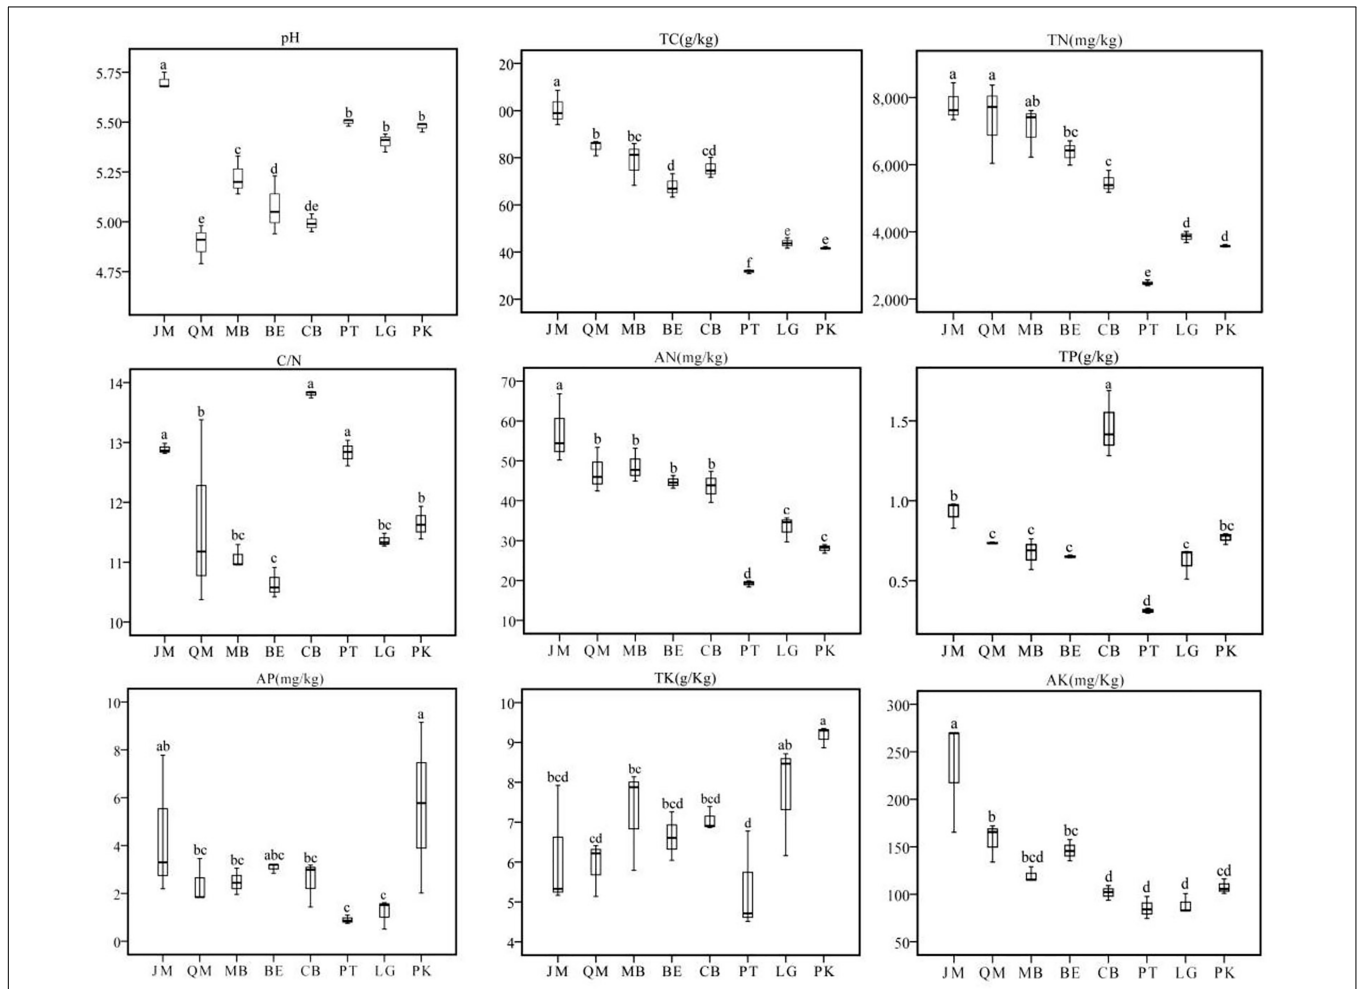 pH
5.75
5.50
5.25
5.00
4.75
a
e
c
d
de
b
b
b
JM QM MB BE CB PT LG PK
TC(g/kg)
20
00
80
60
40
20
a
b
bc
d
cd
f
e
e
JM QM MB BE CB PT LG PK
TN(mg/kg)
8,000
6,000
4,000
2,000
a
a
ab
bc
c
e
d
d
JM QM MB BE CB PT LG PK
C/N
14
13
12
11
10
a
b
bc
c
a
a
bc
b
JM QM MB BE CB PT LG PK
AN(mg/kg)
70
60
50
40
30
20
10
a
b
b
b
b
d
c
c
JM QM MB BE CB PT LG PK
TP(g/kg)
1.5
1.0
0.5
b
c
c
c
a
d
c
bc
JM QM MB BE CB PT LG PK
AP(mg/kg)
10
8
6
4
2
0
ab
bc
bc
abc
bc
c
c
a
JM QM MB BE CB PT LG PK
TK(g/Kg)
10
9
8
7
6
5
4
bcd
cd
bc
bcd
bcd
d
ab
a
JM QM MB BE CB PT LG PK
AK(mg/Kg)
300
250
200
150
100
50
a
b
bcd
bc
d
d
d
cd
JM QM MB BE CB PT LG PK